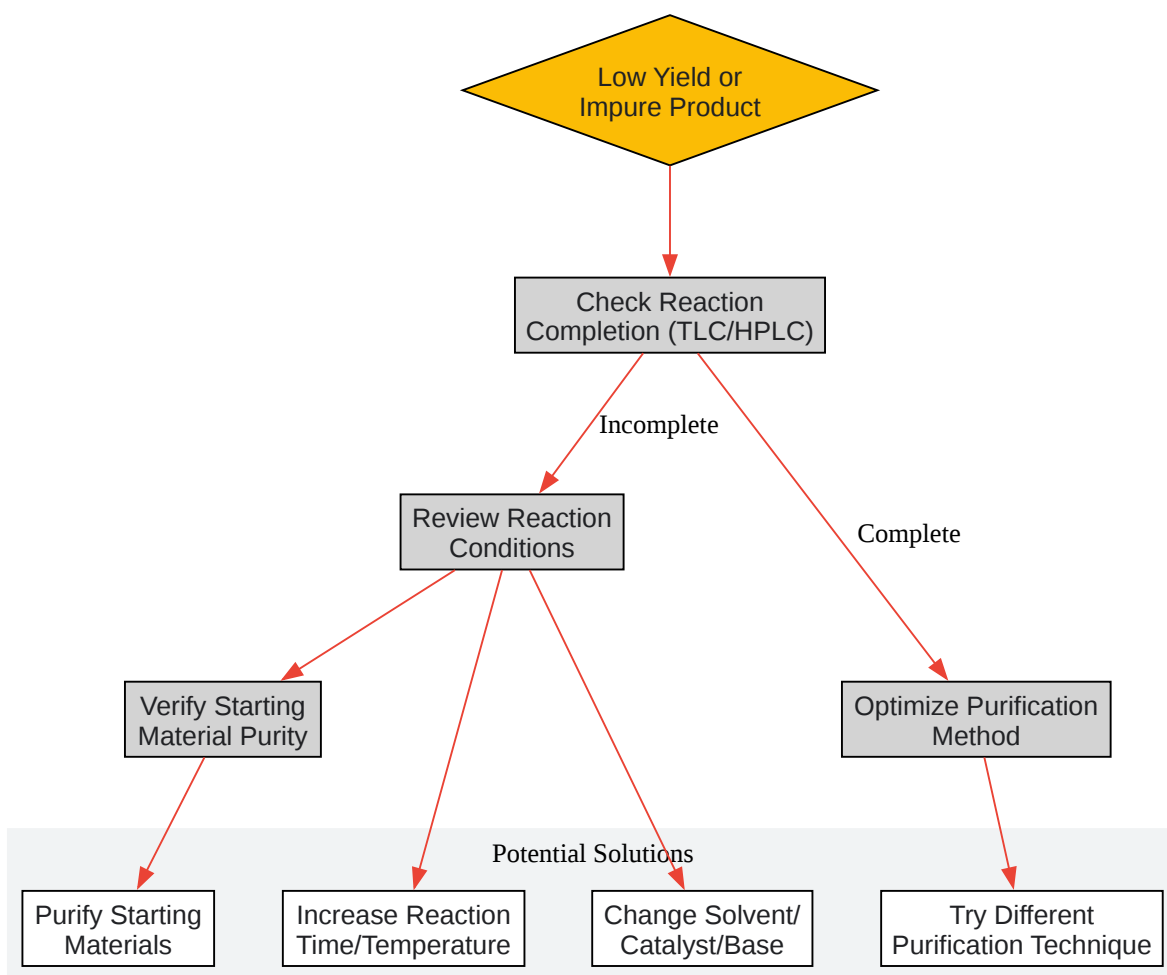 Low Yield or
Impure Product
Check Reaction
Completion (TLC/HPLC)
Incomplete
Review Reaction
Conditions
Complete
Verify Starting
Material Purity
Optimize Purification
Method
Potential Solutions
Purify Starting
Materials
Increase Reaction
Time/Temperature
Change Solvent/
Catalyst/Base
Try Different
Purification Technique